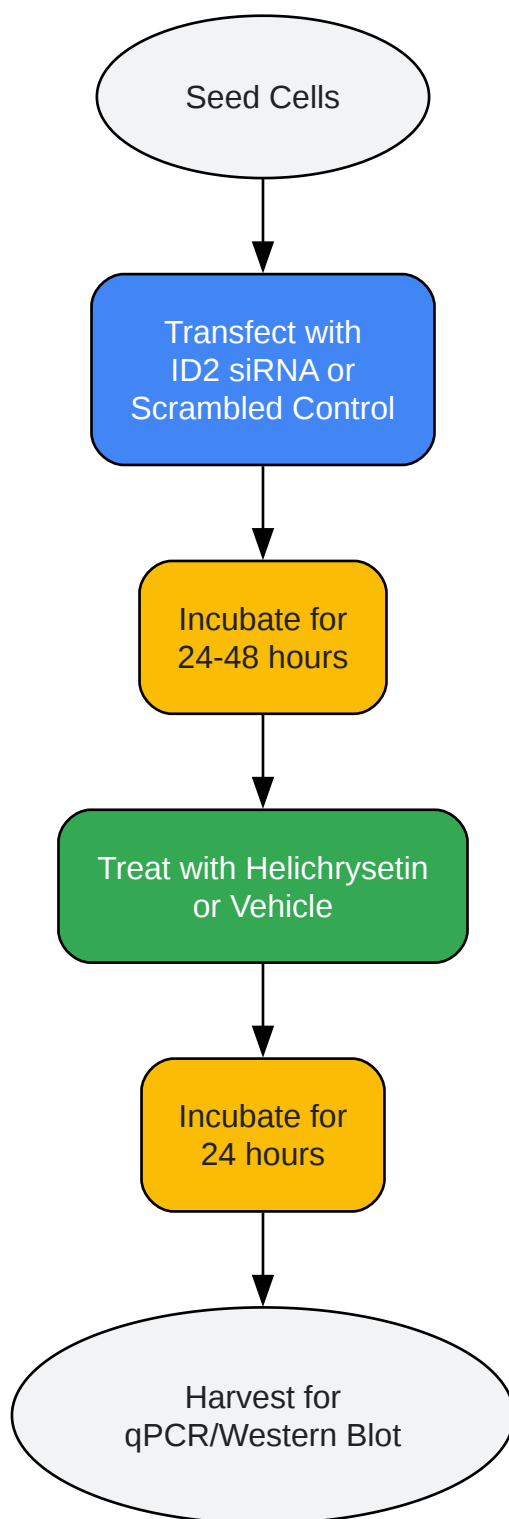 Seed Cells
Transfect with
ID2 siRNA or
Scrambled Control
Incubate for
24-48 hours
Treat with Helichrysetin
or Vehicle
Incubate for
24 hours
Harvest for
qPCR/Western Blot